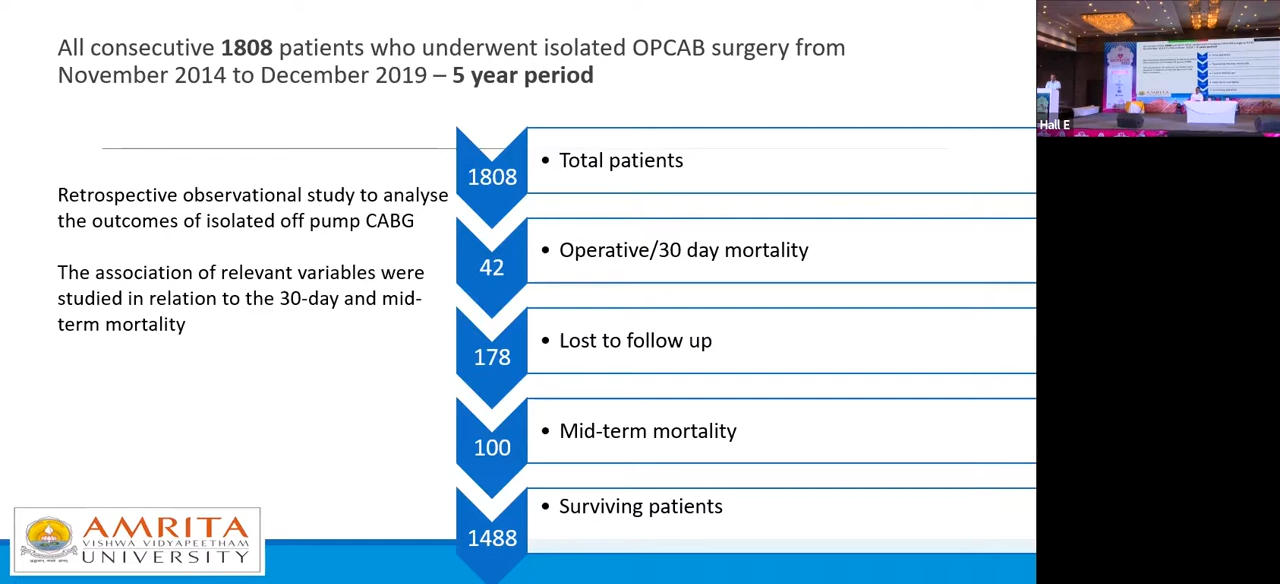 All consecutive 1808 patients who underwent isolated OPCAB surgery from
November 2014 to December 2019 – 5 year period
Retrospective observational study to analyse
the outcomes of isolated off pump CABG
The association of relevant variables were
studied in relation to the 30-day and mid-
term mortality
1808
• Total patients
42
• Operative/30 day mortality
178
• Lost to follow up
100
• Mid-term mortality
1488
• Surviving patients
AMRITA
VISHWA VIDYAPEETHAM
UNIVERSITY
Hall E